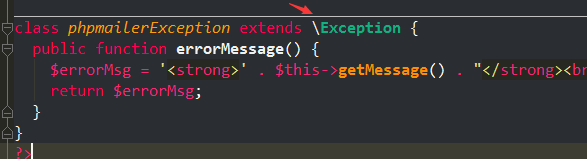 class phpmailerException extends \Exception {
public function errorMessage() {
$errorMsg = '<strong>' . $this->getMessage() . "</strong><br
return $errorMsg;
}
}
?>